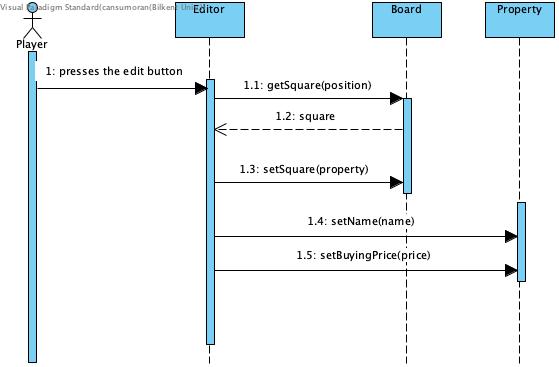 Visual Paradigm Standard(cansumoran(Bilkent Uni
Editor
Board
Property
Player
1: presses the edit button
1.1: getSquare(position)
1.2: square
1.3: setSquare(property)
1.4: setName(name)
1.5: setBuyingPrice(price)